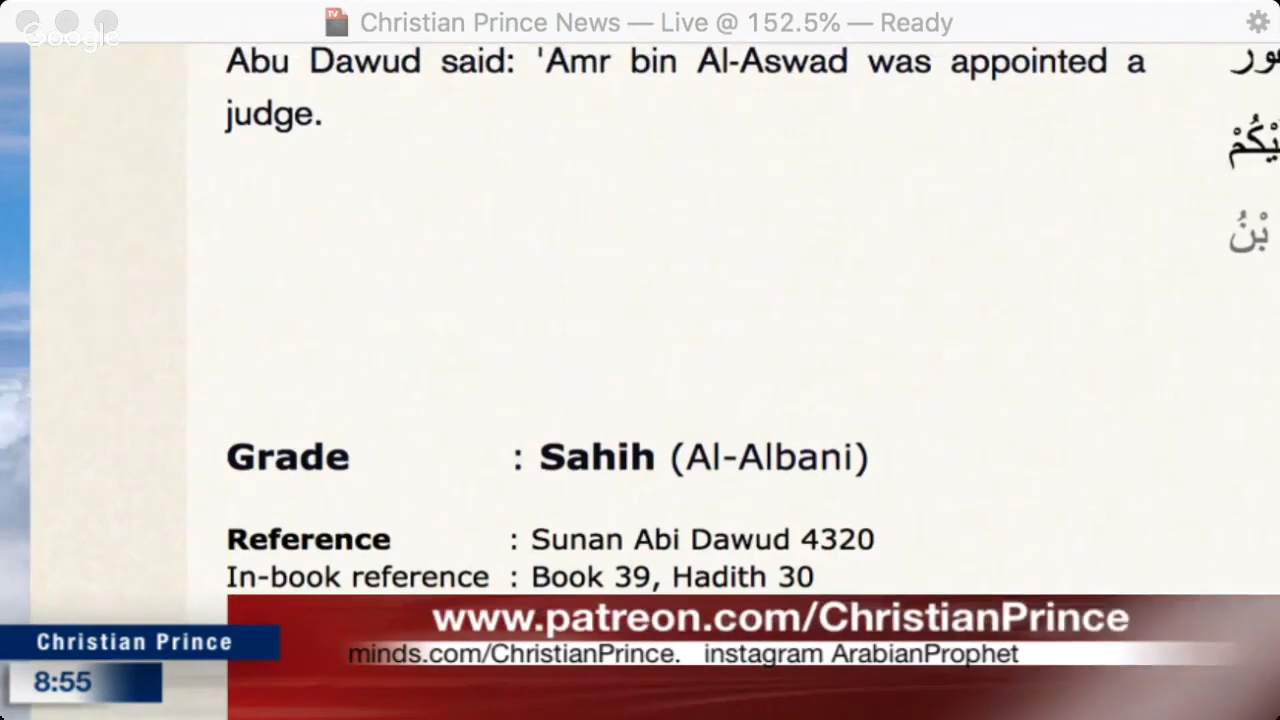 Christian Prince News — Live @ 152.5% — Ready
Google
Abu Dawud said: 'Amr bin Al-Aswad was appointed a
judge.
يْكُمْ
بْنُ
Grade : Sahih (Al-Albani)
Reference : Sunan Abi Dawud 4320
In-book reference : Book 39, Hadith 30
www.patreon.com/ChristianPrince
Christian Prince
minds.com/ChristianPrince. instagram ArabianProphet
8:55